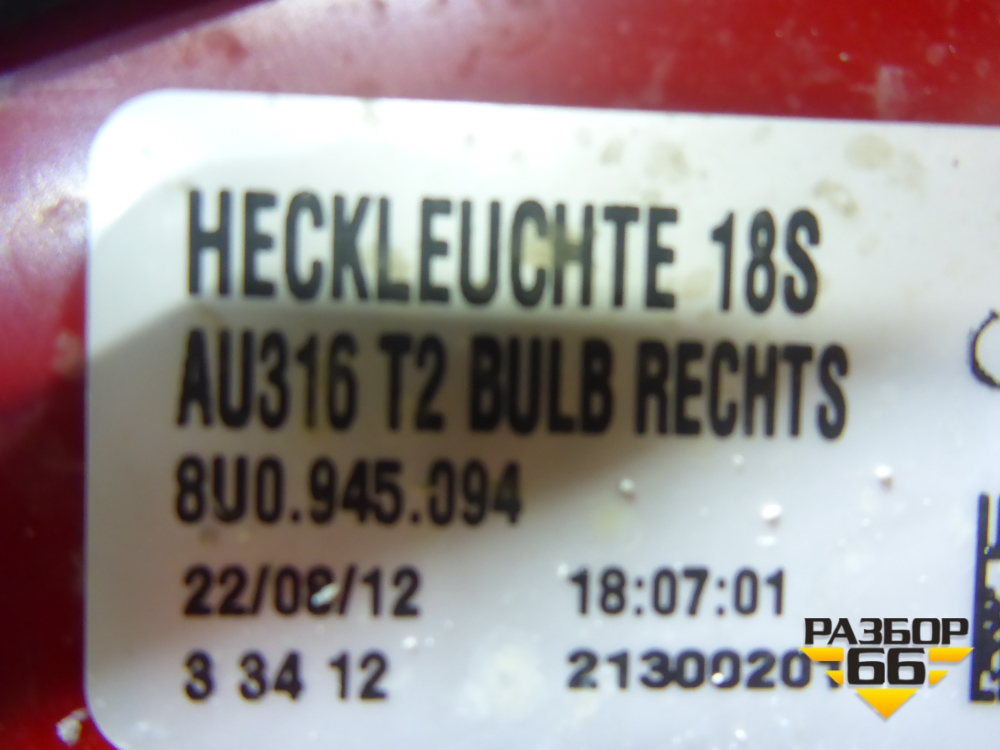 HECKLEUCHTE 18S
AU316 T2 BULB RECHTS
8U0.945.094
22/08/12 18:07:01
3 34 12
РАЗБОР
66